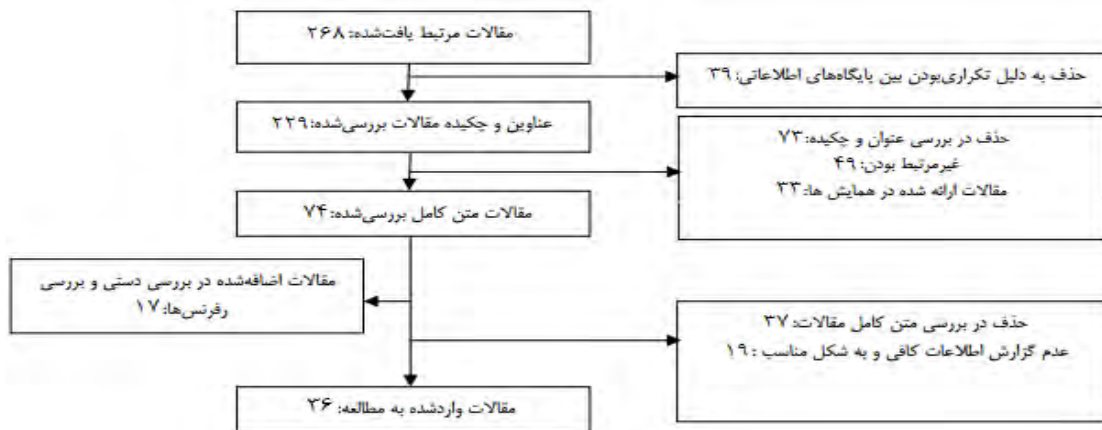 مقالات مرتبط یافت‌شده: ۲۶۸
حذف به دلیل تکراری‌بودن بین پایگاه‌های اطلاعاتی: ۳۹
عناوین و چکیده مقالات بررسی‌شده: ۲۲۹
حذف در بررسی عنوان و چکیده: ۷۳
غیرمرتبط بودن: ۴۹
مقالات ارائه شده در همایش ها: ۳۳
مقالات متن کامل بررسی‌شده: ۷۴
مقالات اضافه‌شده در بررسی دستی و بررسی
رفرنس‌ها: ۱۷
حذف در بررسی متن کامل مقالات: ۳۷
عدم گزارش اطلاعات کافی و به شکل مناسب : ۱۹
مقالات واردشده به مطالعه: ۳۶